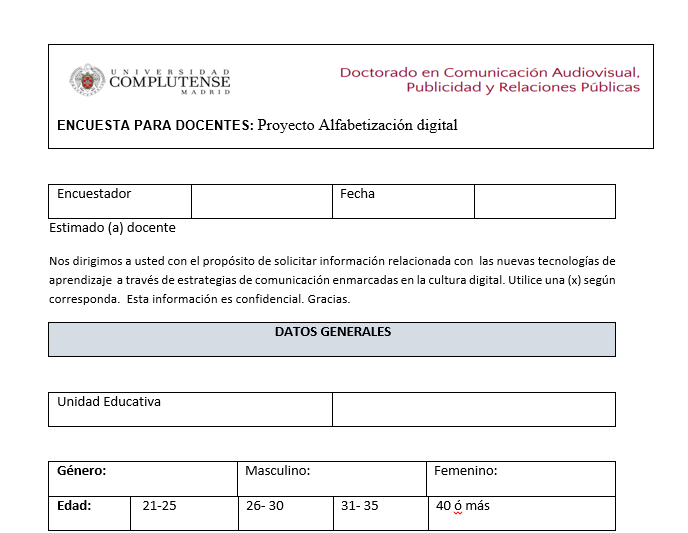 UNIVERSIDAD
COMPLUTENSE
MADRID
Doctorado en Comunicación Audiovisual,
Publicidad y Relaciones Públicas
ENCUESTA PARA DOCENTES: Proyecto Alfabetización digital
Encuestador Fecha
Estimado (a) docente
Nos dirigimos a usted con el propósito de solicitar información relacionada con las nuevas tecnologías de
aprendizaje a través de estrategias de comunicación enmarcadas en la cultura digital. Utilice una (x) según
corresponda. Esta información es confidencial. Gracias.
DATOS GENERALES
Unidad Educativa
Género: Masculino: Femenino:
Edad: 21-25 26- 30 31- 35 40 ó más